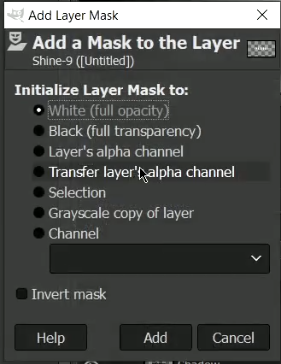 Add Layer Mask
Add a Mask to the Layer
Shine-9 ([Untitled])
Initialize Layer Mask to:
White (full opacity)
Black (full transparency)
Layer's alpha channel
Transfer layer's alpha channel
Selection
Grayscale copy of layer
Channel
Invert mask
Help Add Cancel
Shadow